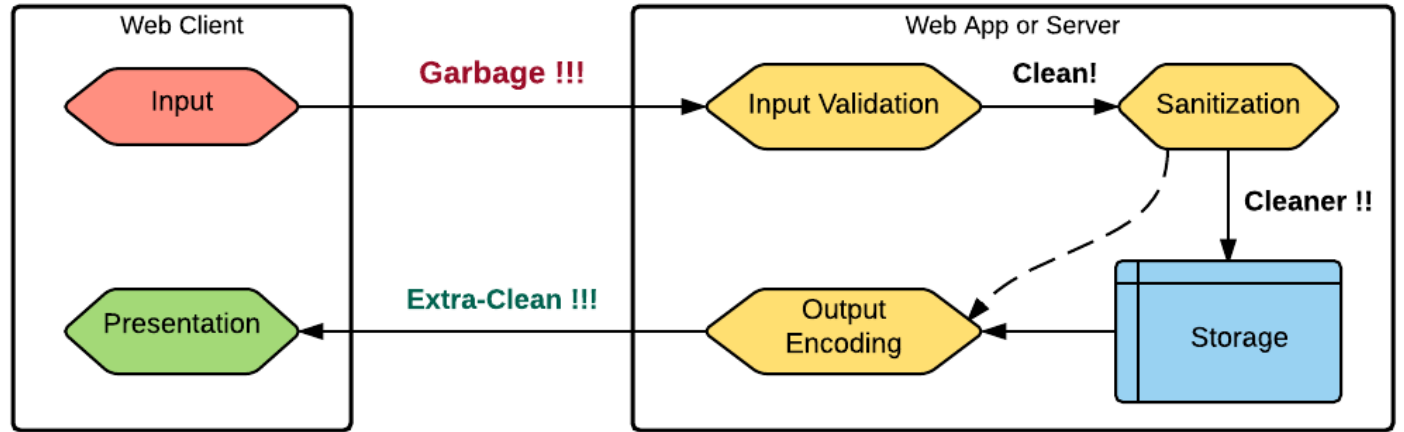 Web Client
Web App or Server
Input
Garbage !!!
Input Validation
Clean!
Sanitization
Cleaner !!
Presentation
Extra-Clean !!!
Output
Encoding
Storage